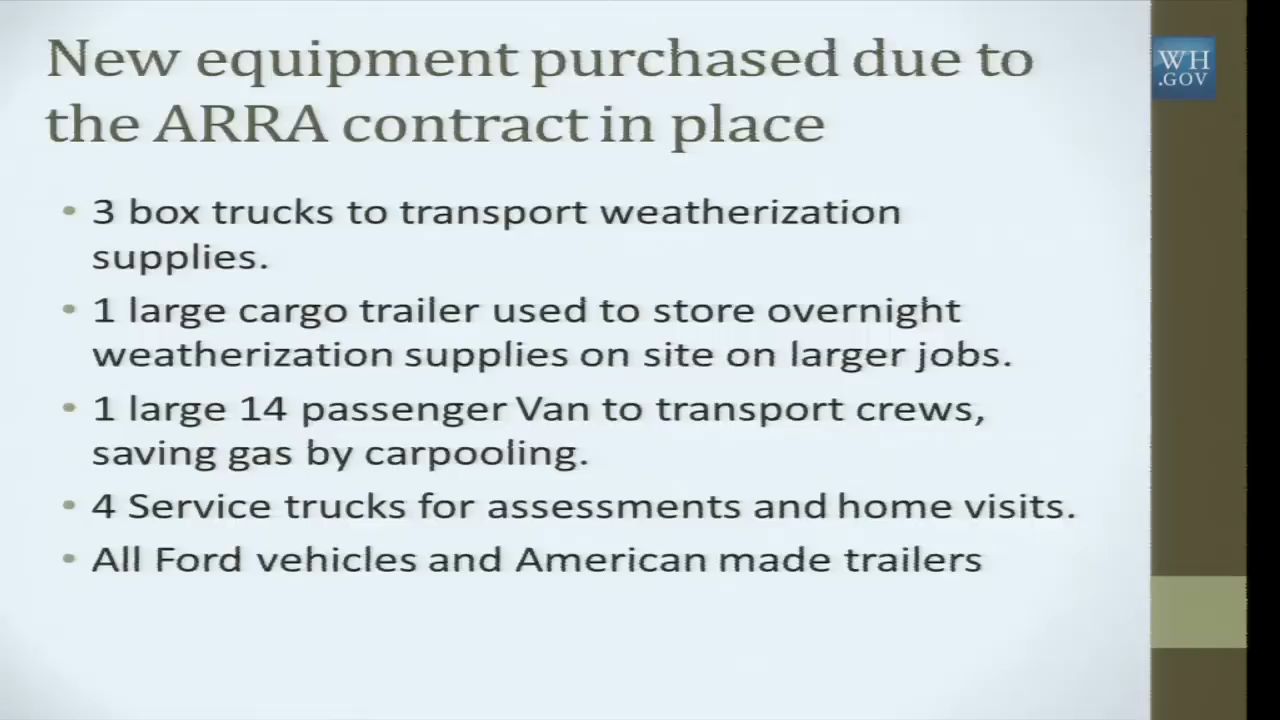 New equipment purchased due to
the ARRA contract in place
WH
.GOV
• 3 box trucks to transport weatherization
supplies.
• 1 large cargo trailer used to store overnight
weatherization supplies on site on larger jobs.
• 1 large 14 passenger Van to transport crews,
saving gas by carpooling.
• 4 Service trucks for assessments and home visits.
• All Ford vehicles and American made trailers